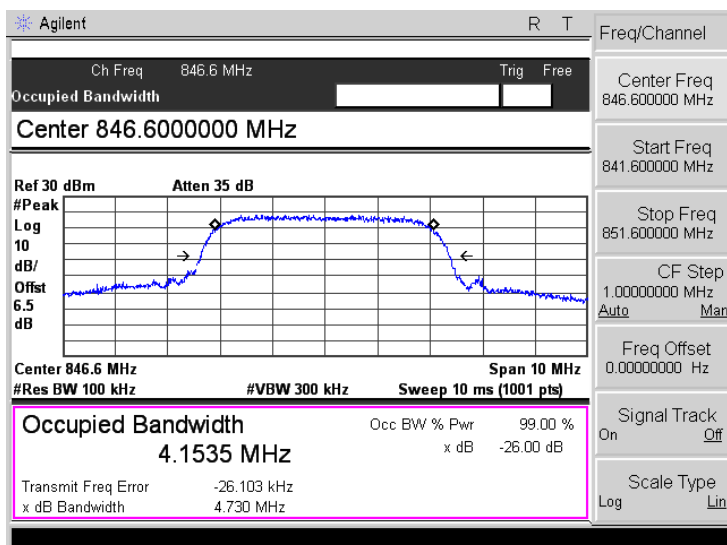 Agilent R T
Freq/Channel
Ch Freq 846.6 MHz Trig Free
Occupied Bandwidth
Center 846.6000000 MHz
Ref 30 dBm Atten 35 dB
#Peak
Log
10
dB/
Offst
6.5
dB
Center 846.6 MHz Span 10 MHz
#Res BW 100 kHz #VBW 300 kHz Sweep 10 ms (1001 pts)
Occupied Bandwidth Occ BW % Pwr 99.00 %
4.1535 MHz x dB -26.00 dB
Transmit Freq Error -26.103 kHz
x dB Bandwidth 4.730 MHz
Center Freq
846.600000 MHz
Start Freq
841.600000 MHz
Stop Freq
851.600000 MHz
CF Step
1.00000000 MHz
Auto Man
Freq Offset
0.00000000 Hz
Signal Track
On Off
Scale Type
Log Lin